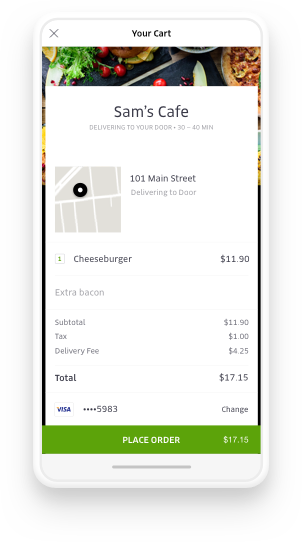 Your Cart
Sam's Cafe
DELIVERING TO YOUR DOOR • 30 – 40 MIN
101 Main Street
Delivering to Door
1 Cheeseburger $11.90
Extra bacon
Subtotal $11.90
Tax $1.00
Delivery Fee $4.25
Total $17.15
VISA ••••5983 Change
PLACE ORDER $17.15